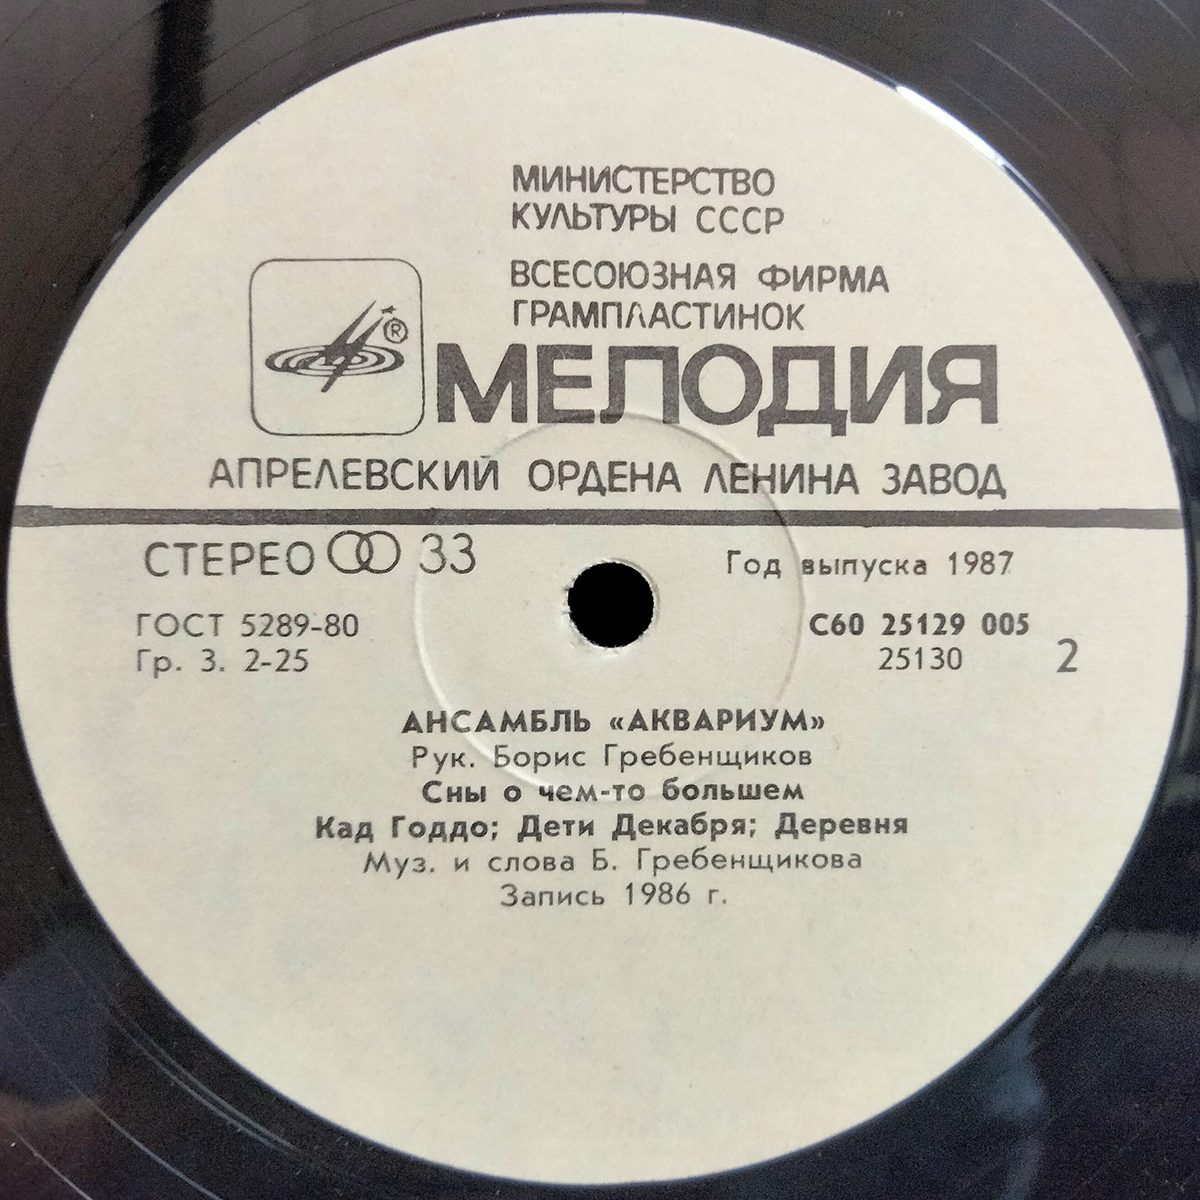 МИНИСТЕРСТВО
КУЛЬТУРЫ СССР
ВСЕСОЮЗНАЯ ФИРМА
ГРАМПЛАСТИНОК
®
МЕЛОДИЯ
АПРЕЛЕВСКИЙ ОРДЕНА ЛЕНИНА ЗАВОД
СТЕРЕО 33
Год выпуска 1987
ГОСТ 5289-80
Гр. 3. 2-25
С60 25129 005
25130
2
АНСАМБЛЬ «АКВАРИУМ»
Рук. Борис Гребенщиков
Сны о чем-то большем
Кад Годдо; Дети Декабря; Деревня
Муз. и слова Б. Гребенщикова
Запись 1986 г.